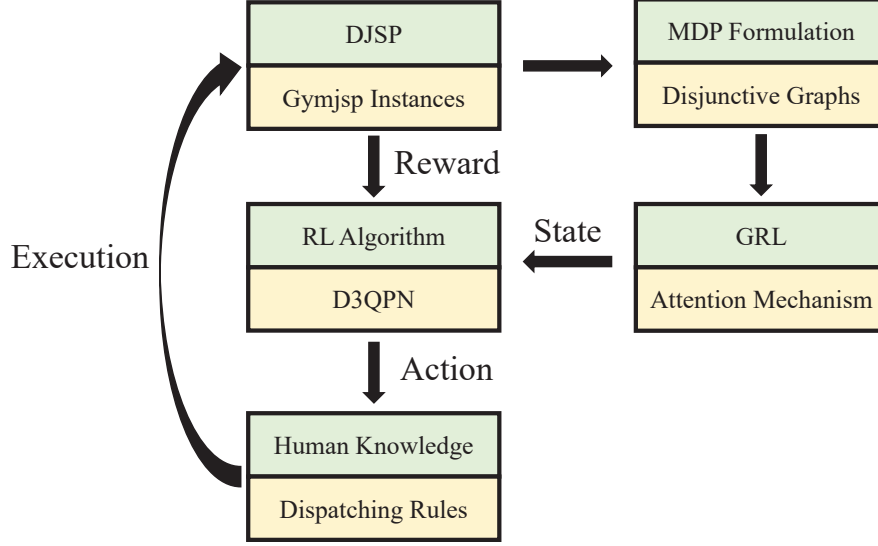 DJSP
Gymjsp Instances
MDP Formulation
Disjunctive Graphs
Reward
RL Algorithm
D3QPN
State
GRL
Attention Mechanism
Execution
Action
Human Knowledge
Dispatching Rules